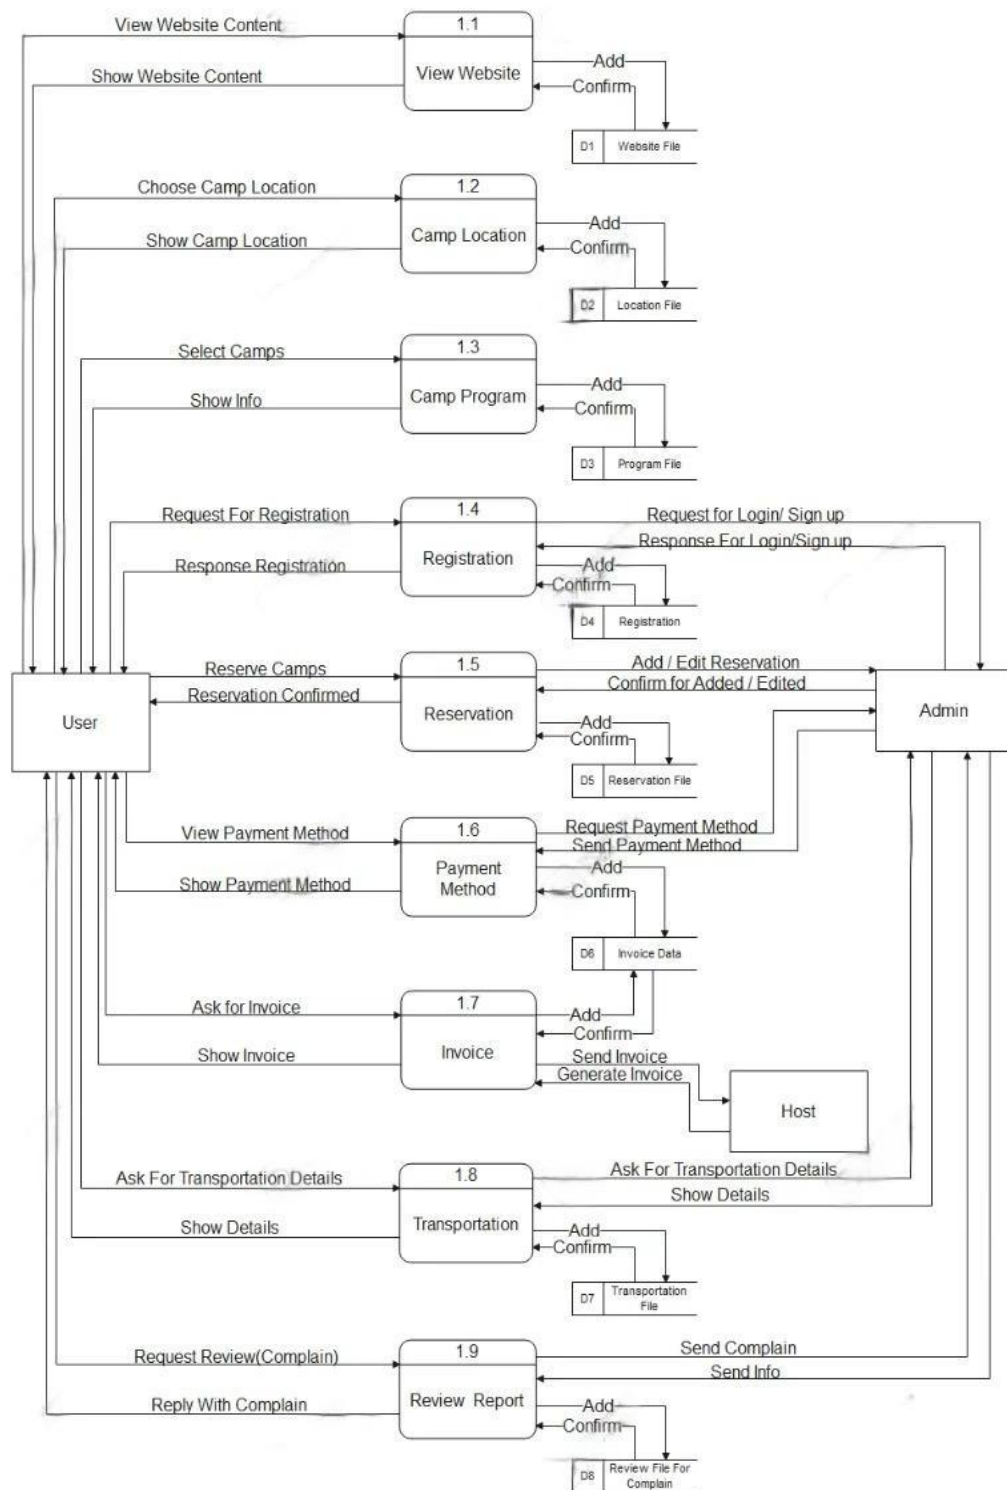 View Website Content
1.1
View Website
Show Website Content
Add
Confirm
D1
Website File
Choose Camp Location
1.2
Camp Location
Show Camp Location
Add
Confirm
D2
Location File
Select Camps
1.3
Camp Program
Show Info
Add
Confirm
D3
Program File
Request For Registration
1.4
Registration
Response Registration
Request for Login/ Sign up
Response For Login/Sign up
Add
Confirm
D4
Registration
User
Reserve Camps
Reservation Confirmed
1.5
Reservation
Add / Edit Reservation
Confirm for Added / Edited
Admin
Add
Confirm
D5
Reservation File
View Payment Method
Show Payment Method
1.6
Payment
Method
Request Payment Method
Send Payment Method
Add
Confirm
D6
Invoice Data
Ask for Invoice
Show Invoice
1.7
Invoice
Add
Confirm
Send Invoice
Generate Invoice
Host
Ask For Transportation Details
Show Details
1.8
Transportation
Ask For Transportation Details
Show Details
Add
Confirm
D7
Transportation
File
Request Review(Complain)
Reply With Complain
1.9
Review Report
Send Complain
Send Info
Add
Confirm
D8
Review File For
Complain